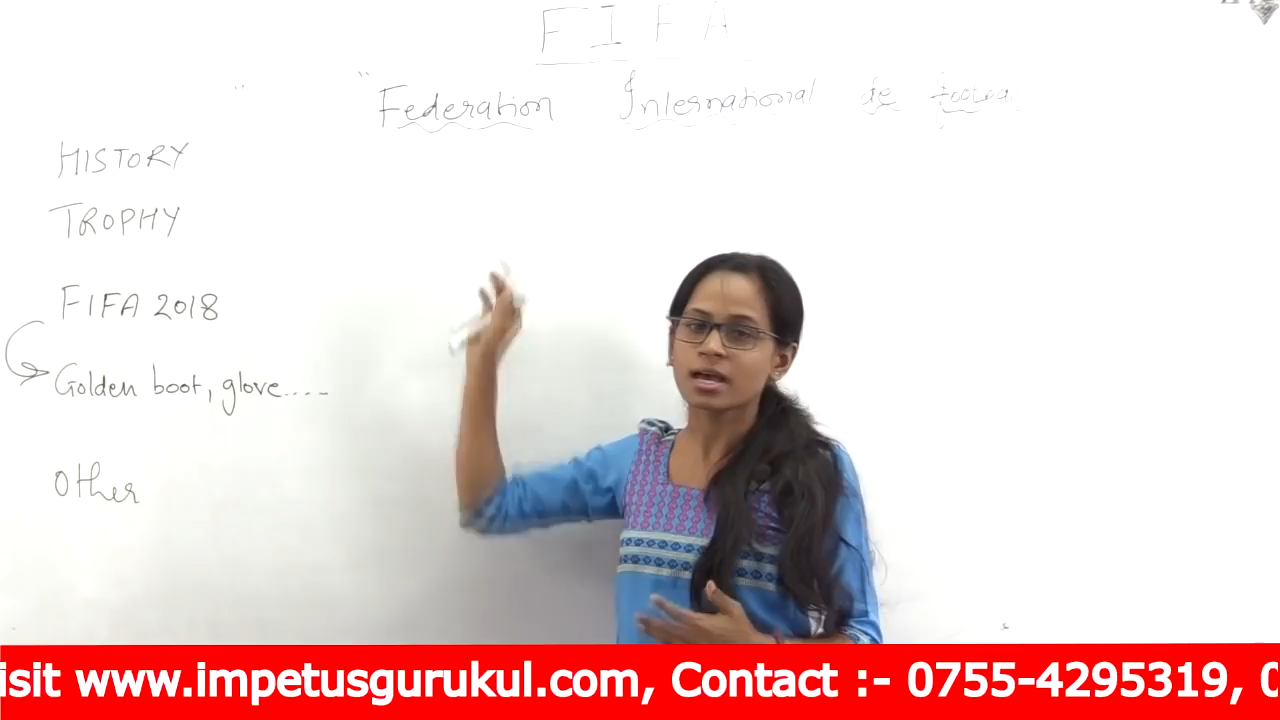 FIFA
" Federation International de
HISTORY
TROPHY
FIFA 2018
Golden boot, glove....
Other
isit www.impetusgurukul.com, Contact :- 0755-4295319, 0